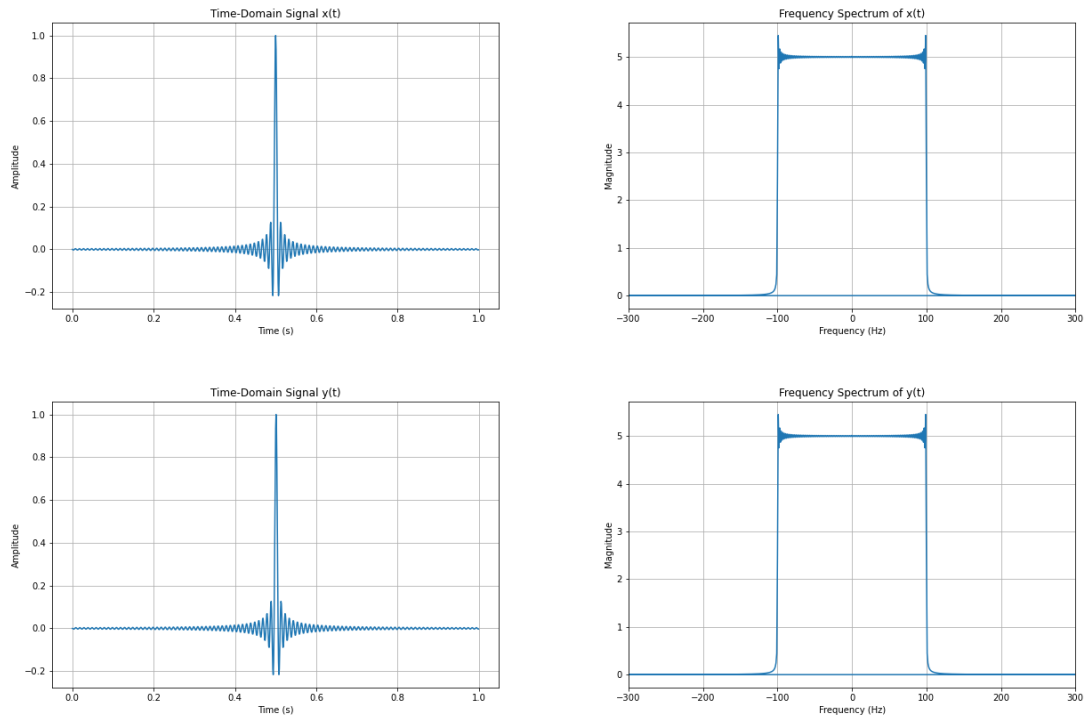 Time-Domain Signal x(t)
Amplitude
1.0
0.8
0.6
0.4
0.2
0.0
−0.2
0.0 0.2 0.4 0.6 0.8 1.0
Time (s)
Frequency Spectrum of x(t)
Magnitude
5
4
3
2
1
0
−300 −200 −100 0 100 200 300
Frequency (Hz)
Time-Domain Signal y(t)
Amplitude
1.0
0.8
0.6
0.4
0.2
0.0
−0.2
0.0 0.2 0.4 0.6 0.8 1.0
Time (s)
Frequency Spectrum of y(t)
Magnitude
5
4
3
2
1
0
−300 −200 −100 0 100 200 300
Frequency (Hz)